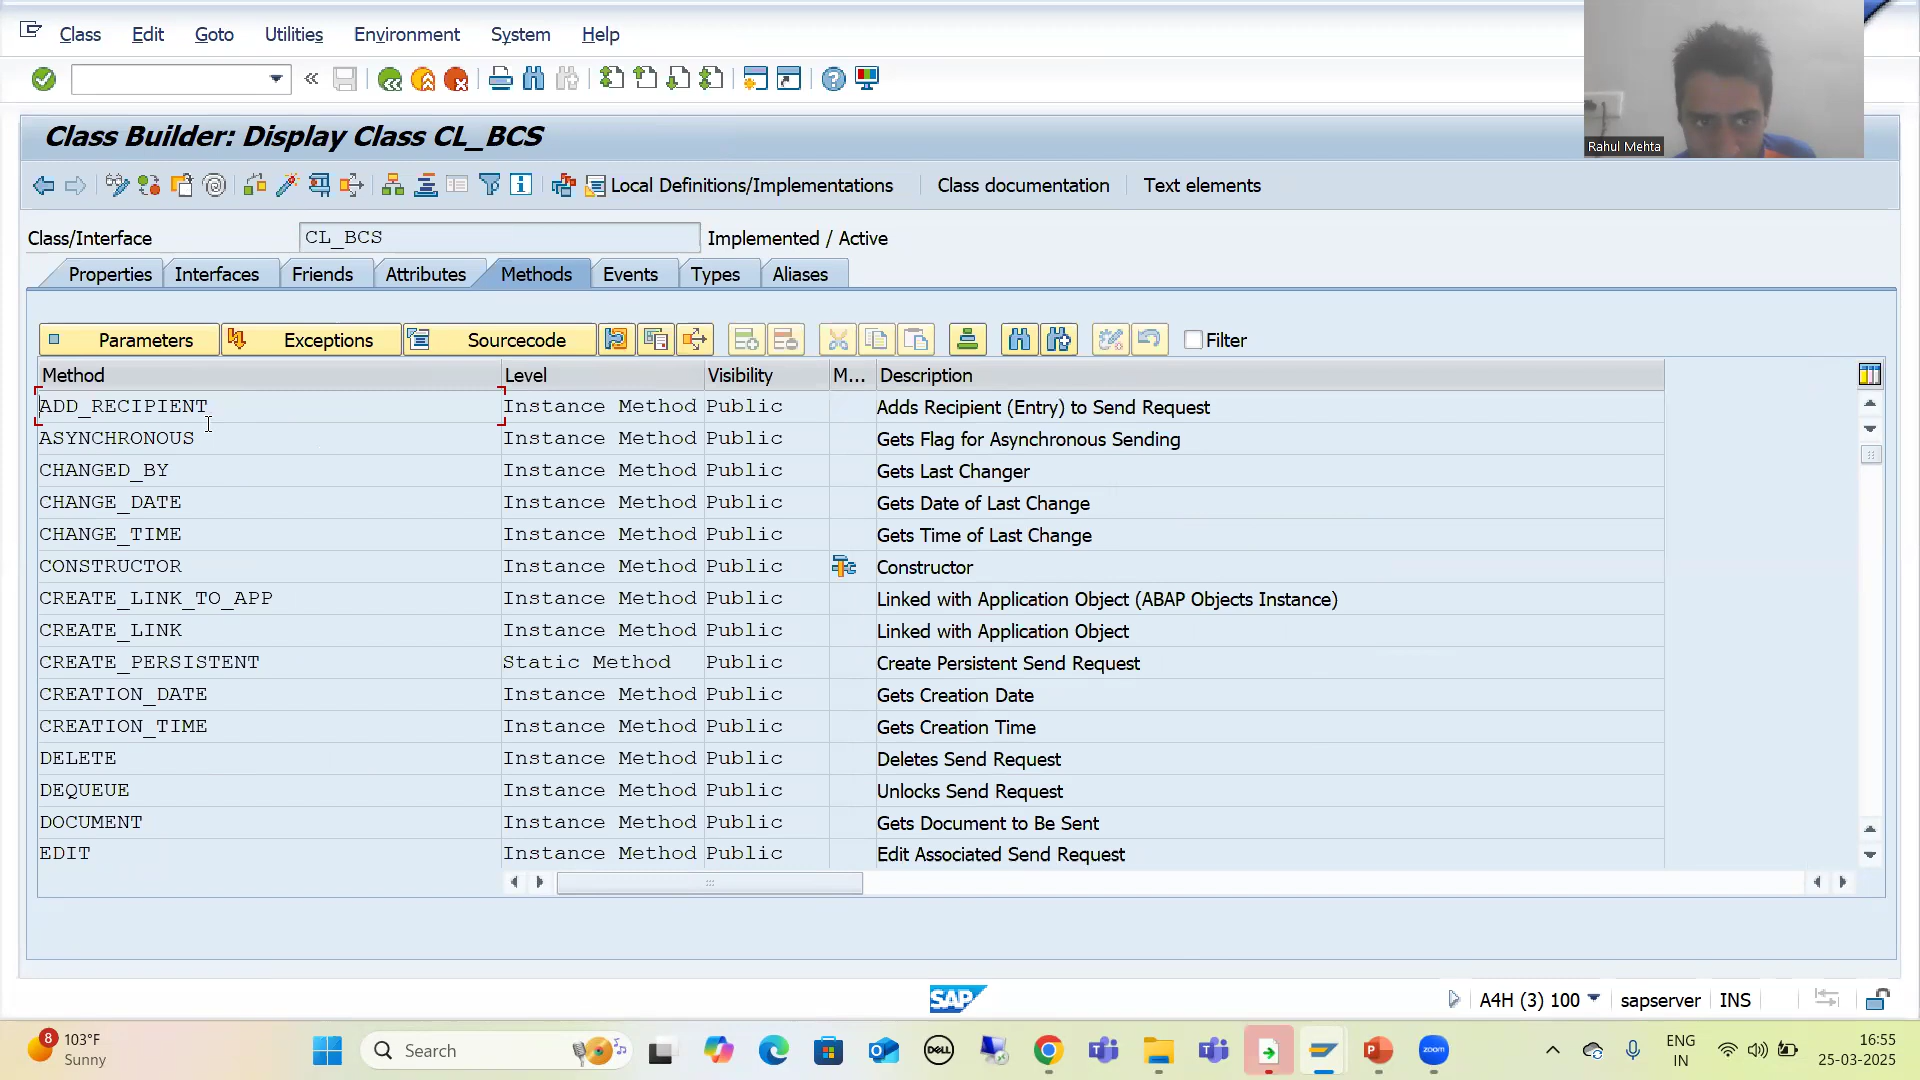 Class Edit Goto Utilities Environment System Help
Rahul Mehta
Class Builder: Display Class CL_BCS
Local Definitions/Implementations Class documentation Text elements
Class/Interface CL_BCS Implemented / Active
Properties Interfaces Friends Attributes Methods Events Types Aliases
Parameters Exceptions Sourcecode Filter
Method Level Visibility M... Description
ADD_RECIPIENT Instance Method Public Adds Recipient (Entry) to Send Request
ASYNCHRONOUS Instance Method Public Gets Flag for Asynchronous Sending
CHANGED_BY Instance Method Public Gets Last Changer
CHANGE_DATE Instance Method Public Gets Date of Last Change
CHANGE_TIME Instance Method Public Gets Time of Last Change
CONSTRUCTOR Instance Method Public Constructor
CREATE_LINK_TO_APP Instance Method Public Linked with Application Object (ABAP Objects Instance)
CREATE_LINK Instance Method Public Linked with Application Object
CREATE_PERSISTENT Static Method Public Create Persistent Send Request
CREATION_DATE Instance Method Public Gets Creation Date
CREATION_TIME Instance Method Public Gets Creation Time
DELETE Instance Method Public Deletes Send Request
DEQUEUE Instance Method Public Unlocks Send Request
DOCUMENT Instance Method Public Gets Document to Be Sent
EDIT Instance Method Public Edit Associated Send Request
SAP A4H (3) 100 sapserver INS
8 103°F Search DELL zoom ENG 16:55
Sunny IN 25-03-2025